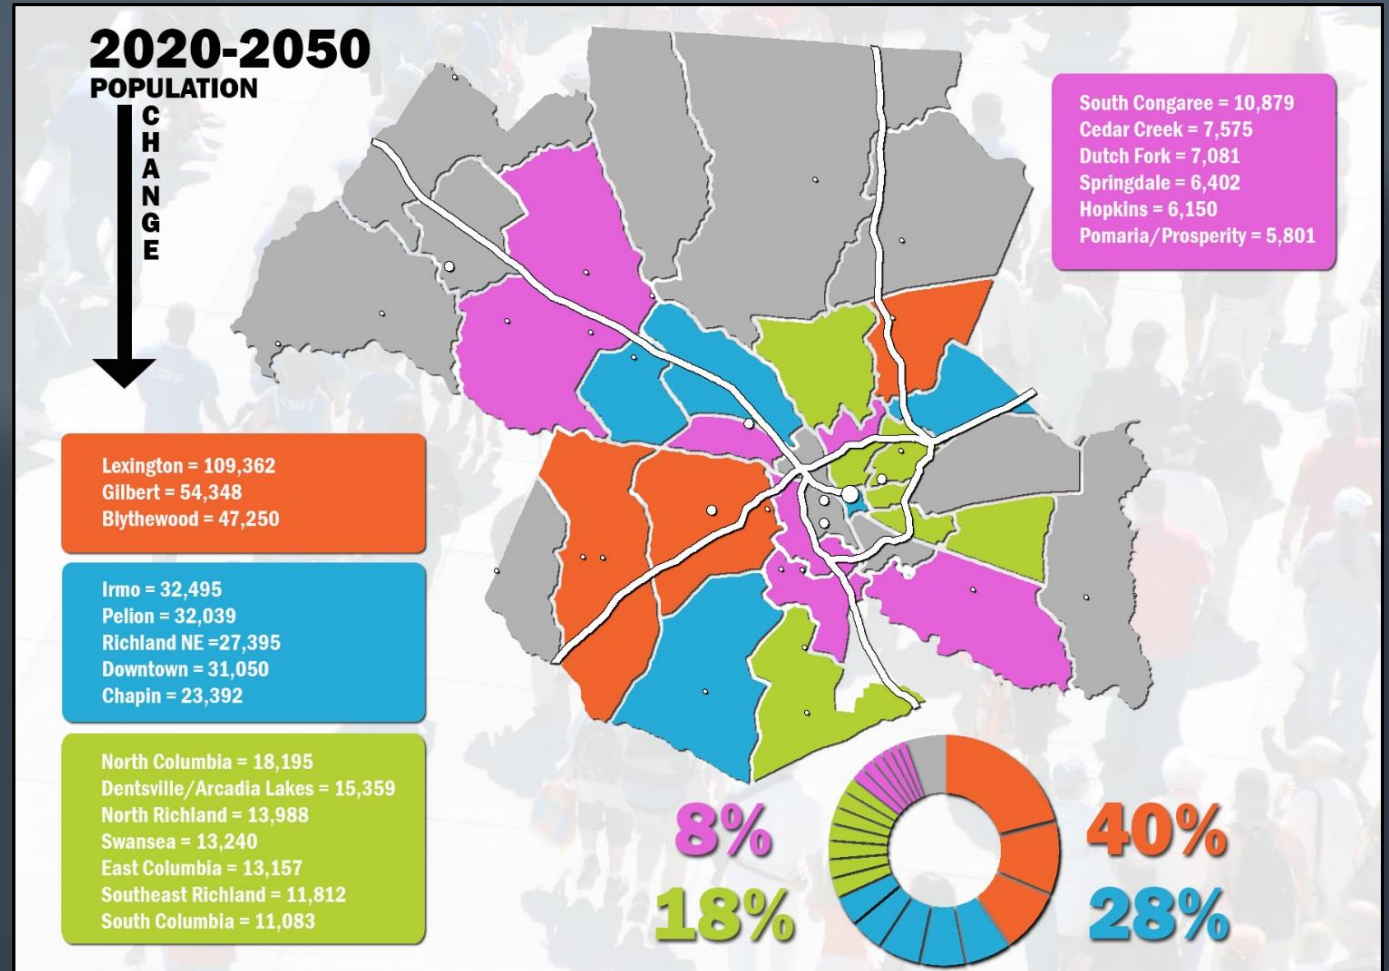 2020-2050
POPULATION
CHANGE
South Congaree = 10,879
Cedar Creek = 7,575
Dutch Fork = 7,081
Springdale = 6,402
Hopkins = 6,150
Pomaria/Prosperity = 5,801
Lexington = 109,362
Gilbert = 54,348
Blythewood = 47,250
Irmo = 32,495
Pelion = 32,039
Richland NE =27,395
Downtown = 31,050
Chapin = 23,392
North Columbia = 18,195
Dentsville/Arcadia Lakes = 15,359
North Richland = 13,988
Swansea = 13,240
East Columbia = 13,157
Southeast Richland = 11,812
South Columbia = 11,083
8%
40%
18%
28%